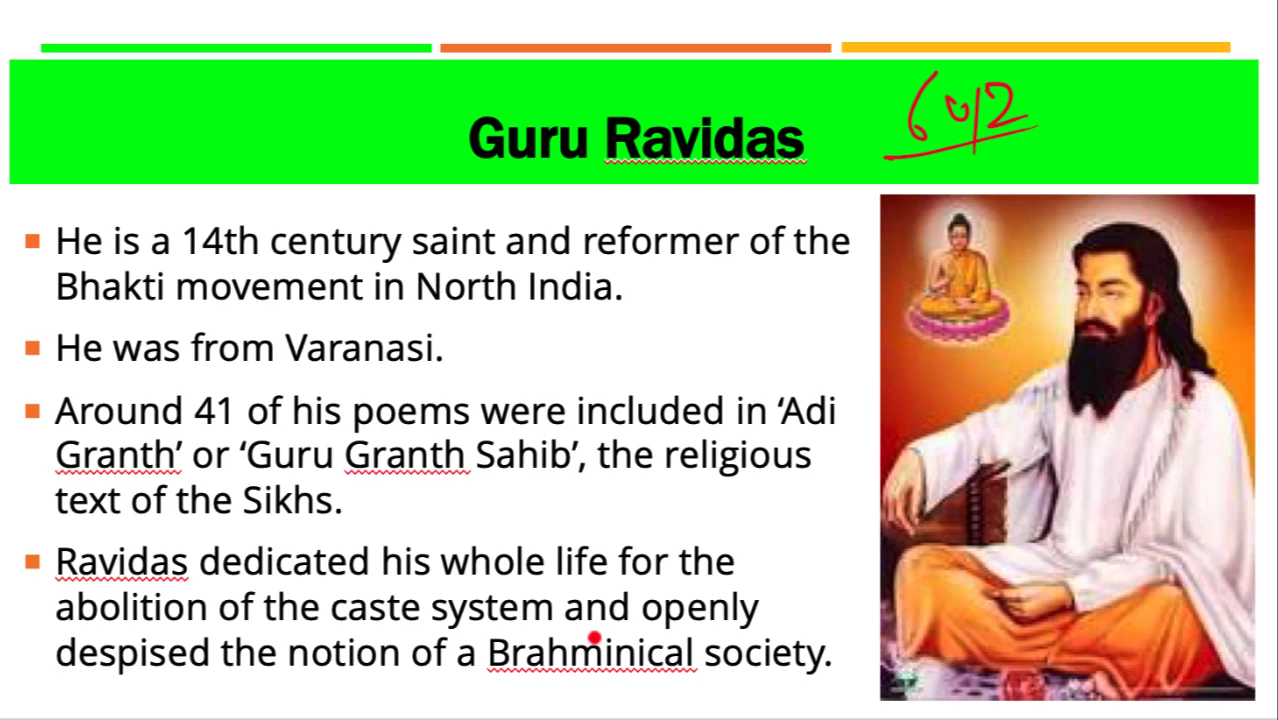 Guru Ravidas
He is a 14th century saint and reformer of the
Bhakti movement in North India.
He was from Varanasi.
Around 41 of his poems were included in ‘Adi
Granth’ or ‘Guru Granth Sahib’, the religious
text of the Sikhs.
Ravidas dedicated his whole life for the
abolition of the caste system and openly
despised the notion of a Brahminical society.